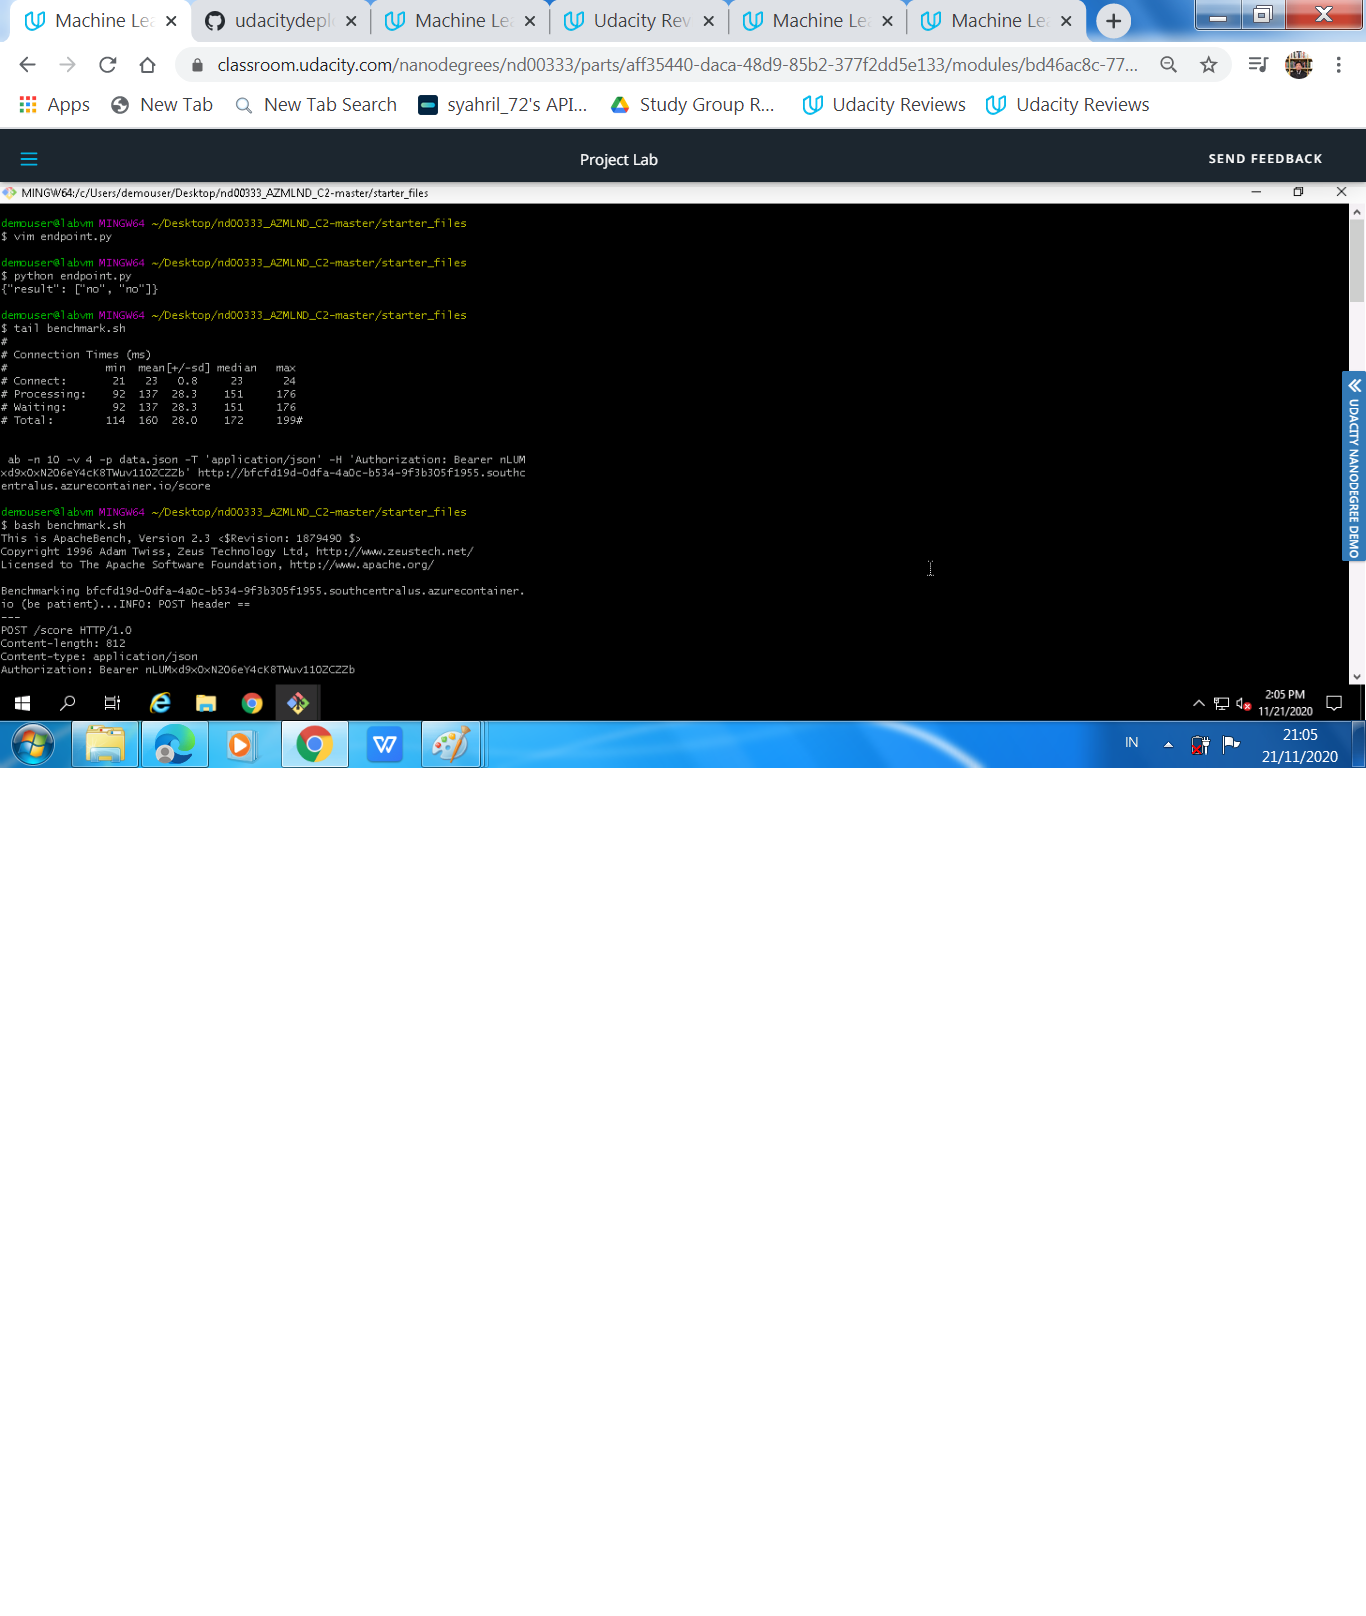 Machine Le
udacitydepl
Machine Le
Udacity Rev
Machine Le
Machine Le
classroom.udacity.com/nanodegrees/nd00333/parts/aff35440-daca-48d9-85b2-377f2dd5e133/modules/bd46ac8c-77...
Apps
New Tab
New Tab Search
syahril_72's API...
Study Group R...
Udacity Reviews
Udacity Reviews
Project Lab
SEND FEEDBACK
MINGW64:/c/Users/demouser/Desktop/nd00333_AZMLND_C2-master/starter_files
demouser@labvm MINGW64 ~/Desktop/nd00333_AZMLND_C2-master/starter_files
$ vim endpoint.py
demouser@labvm MINGW64 ~/Desktop/nd00333_AZMLND_C2-master/starter_files
$ python endpoint.py
{"result": ["no", "no"]}
demouser@labvm MINGW64 ~/Desktop/nd00333_AZMLND_C2-master/starter_files
$ tail benchmark.sh
#
# Connection Times (ms)
#              min  mean[+/-sd] median   max
# Connect:       21   23   0.8     23      24
# Processing:    92  137  28.3    151     176
# Waiting:       92  137  28.3    151     176
# Total:        114  160  28.0    172     199#
ab -n 10 -v 4 -p data.json -T 'application/json' -H 'Authorization: Bearer nLUM
xd9xOxN2O6eY4cK8TWuv11OZCZZb' http://bfcfd19d-0dfa-4a0c-b534-9f3b305f1955.southc
entralus.azurecontainer.io/score
demouser@labvm MINGW64 ~/Desktop/nd00333_AZMLND_C2-master/starter_files
$ bash benchmark.sh
This is ApacheBench, Version 2.3 <$Revision: 1879490 $>
Copyright 1996 Adam Twiss, Zeus Technology Ltd, http://www.zeustech.net/
Licensed to The Apache Software Foundation, http://www.apache.org/
Benchmarking bfcfd19d-0dfa-4a0c-b534-9f3b305f1955.southcentralus.azurecontainer.
io (be patient)...INFO: POST header ==
---
POST /score HTTP/1.0
Content-length: 812
Content-type: application/json
Authorization: Bearer nLUMxd9xOxN2O6eY4cK8TWuv11OZCZZb
UDACITY NANODEGREE DEMO
2:05 PM
11/21/2020
IN
21:05
21/11/2020